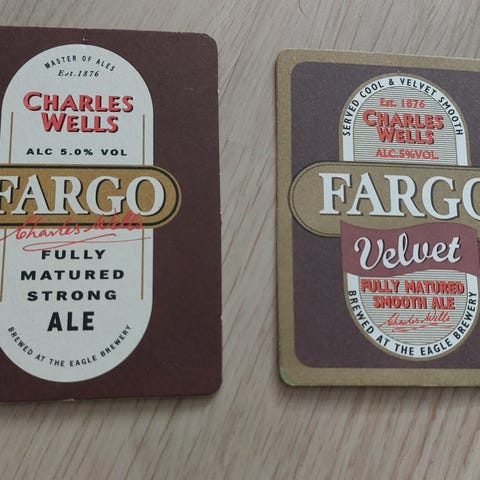 MASTER OF ALES
Est. 1876
CHARLES
WELLS
ALC 5.0% VOL
FARGO
Charles Wells
FULLY
MATURED
STRONG
ALE
BREWED AT THE EAGLE BREWERY
SERVED COOL & VELVET SMOOTH
Est. 1876
CHARLES
WELLS
ALC.5%VOL.
FARGO
Velvet
FULLY MATURED
SMOOTH ALE
Charles Wells
BREWED AT THE EAGLE BREWERY